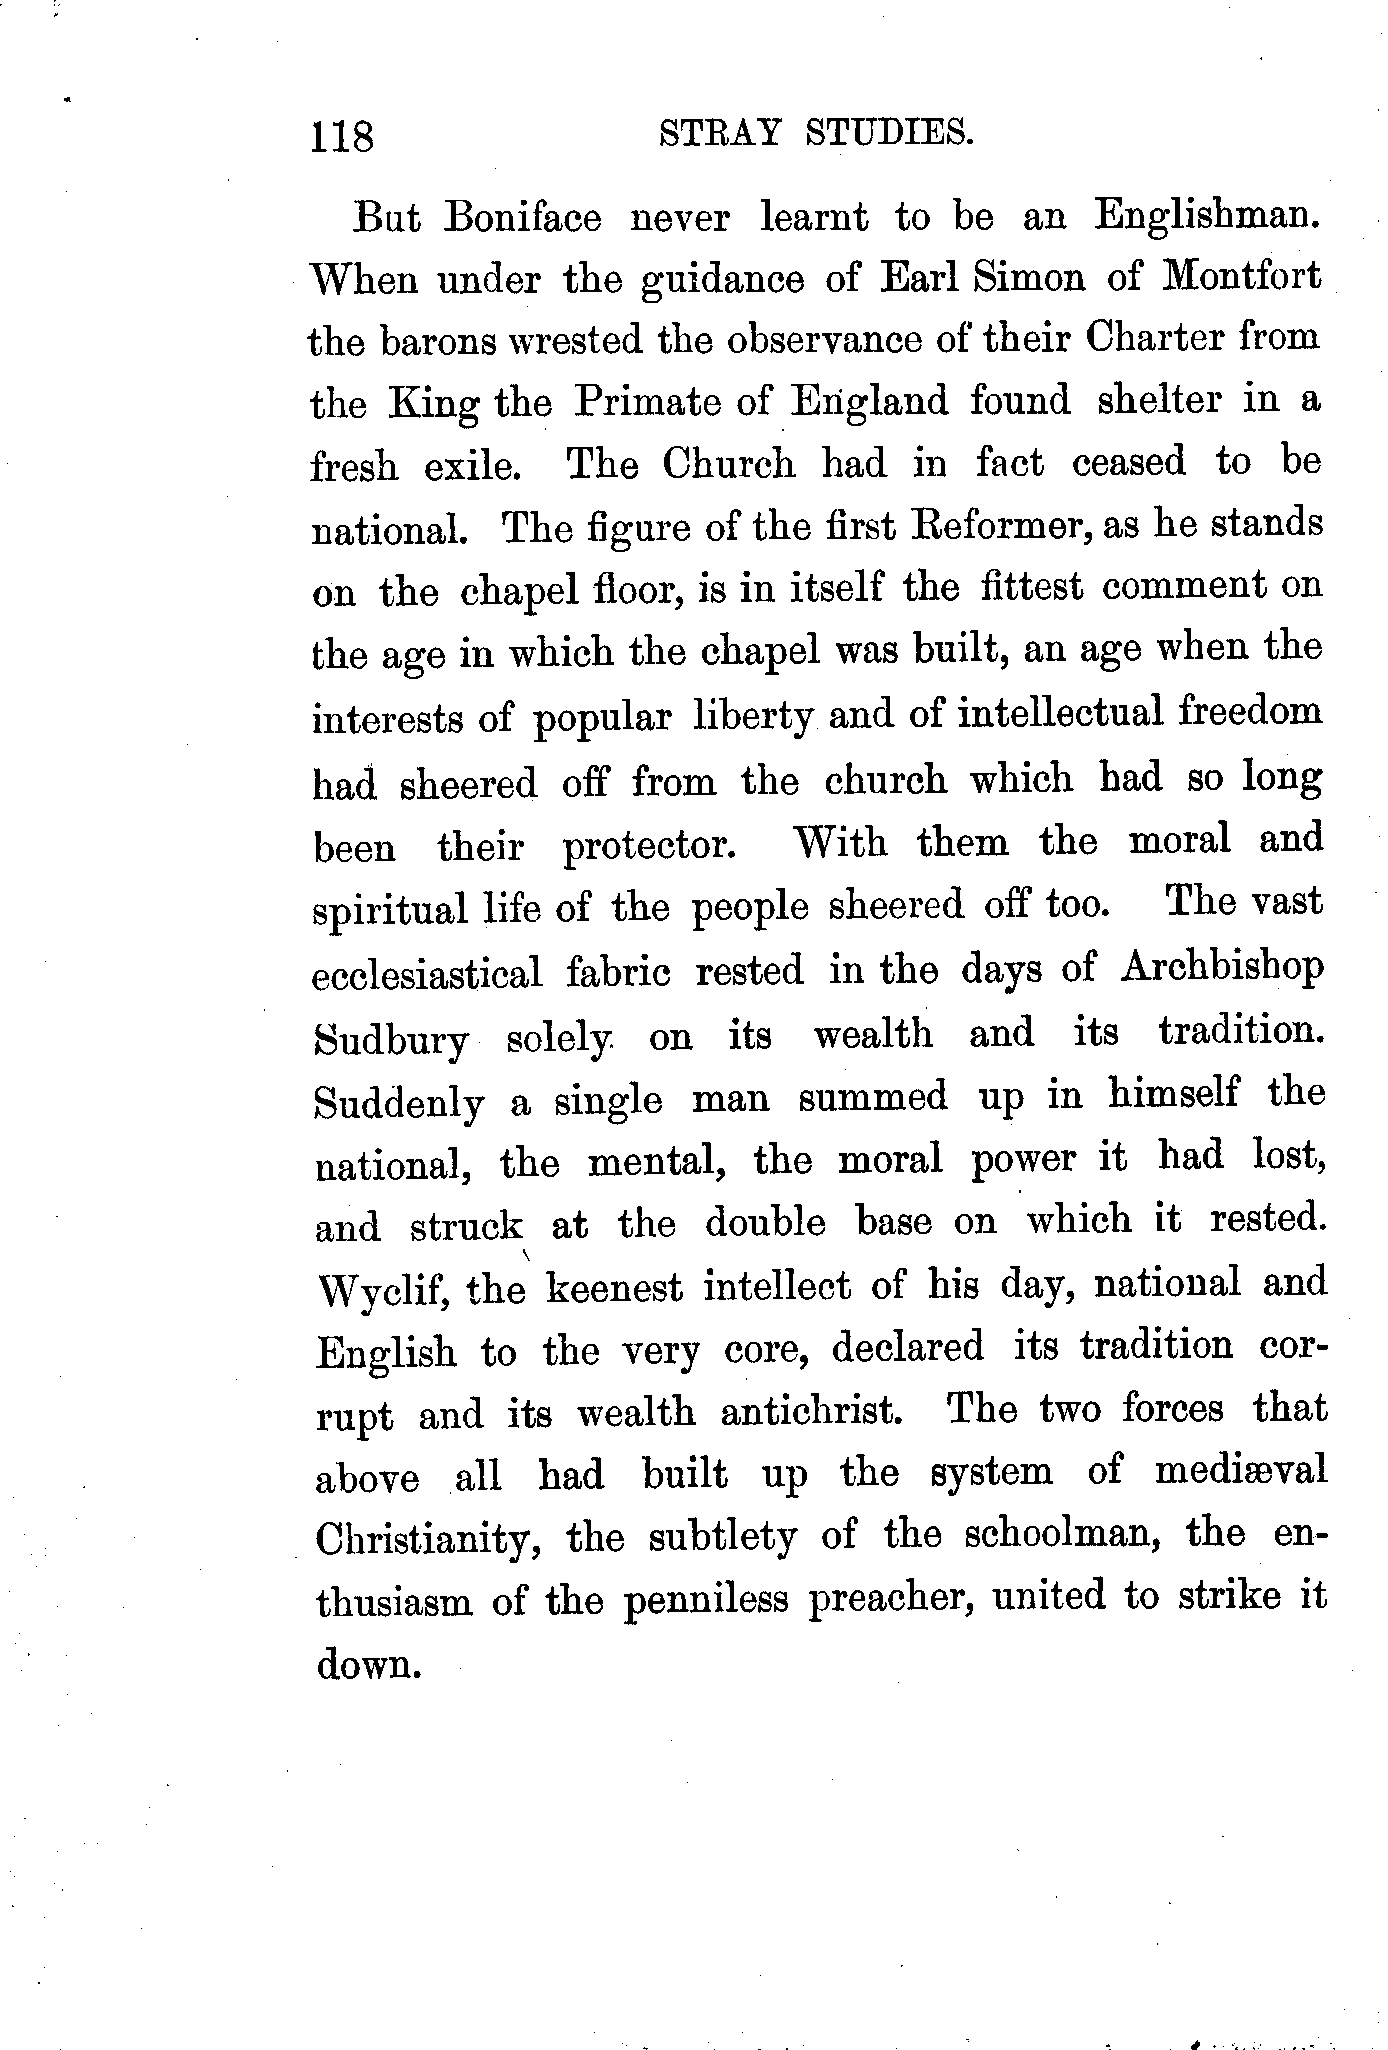 118 STRAY STUDIES.
But Boniface never learnt to be an Englishman.
When under the guidance of Earl Simon of Montfort
the barons wrested the observance of their Charter from
the King the Primate of England found shelter in a
fresh exile. The Church had in fact ceased to be
national. The figure of the first Reformer, as he stands
on the chapel floor, is in itself the fittest comment on
the age in which the chapel was built, an age when the
interests of popular liberty and of intellectual freedom
had sheered off from the church which had so long
been their protector. With them the moral and
spiritual life of the people sheered off too. The vast
ecclesiastical fabric rested in the days of Archbishop
Sudbury solely on its wealth and its tradition.
Suddenly a single man summed up in himself the
national, the mental, the moral power it had lost,
and struck at the double base on which it rested.
Wyclif, the keenest intellect of his day, national and
English to the very core, declared its tradition cor-
rupt and its wealth antichrist. The two forces that
above all had built up the system of mediæval
Christianity, the subtlety of the schoolman, the en-
thusiasm of the penniless preacher, united to strike it
down.